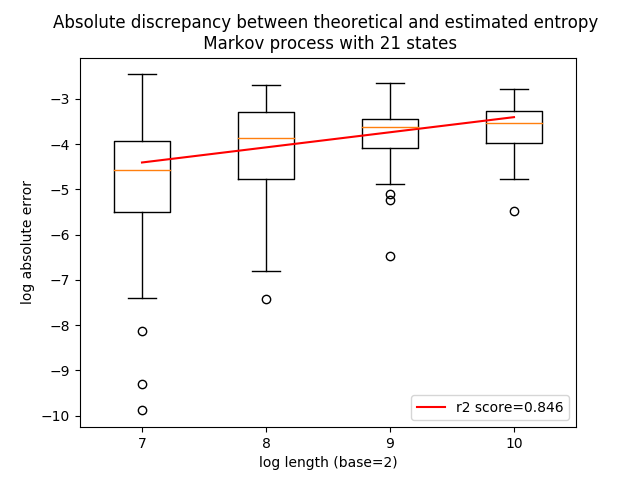 Absolute discrepancy between theoretical and estimated entropy
Markov process with 21 states
log absolute error
−3
−4
−5
−6
−7
−8
−9
−10
r2 score=0.846
7
8
9
10
log length (base=2)